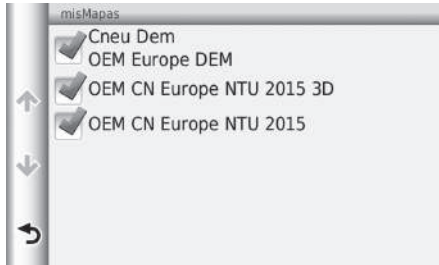 misMapas
Cneu Dem
OEM Europe DEM
OEM CN Europe NTU 2015 3D
OEM CN Europe NTU 2015